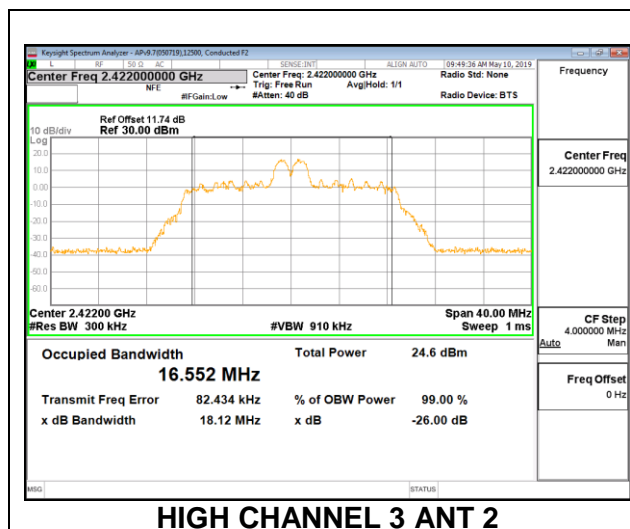 Keysight Spectrum Analyzer - APv9.7(050719),12500, Conducted F2
L RF 50 Ω AC SENSE:INT ALIGN AUTO 09:49:36 AM May 10, 2019
Center Freq 2.422000000 GHz
NFE
#IFGain:Low
Center Freq: 2.422000000 GHz
Trig: Free Run Avg|Hold: 1/1
#Atten: 40 dB
Radio Std: None
Radio Device: BTS
Frequency
Ref Offset 11.74 dB
10 dB/div Ref 30.00 dBm
Log
20.0
10.0
0.00
-10.0
-20.0
-30.0
-40.0
-50.0
-60.0
Center Freq
2.422000000 GHz
Center 2.42200 GHz Span 40.00 MHz
#Res BW 300 kHz #VBW 910 kHz Sweep 1 ms
CF Step
4.000000 MHz
Auto Man
Occupied Bandwidth Total Power 24.6 dBm
16.552 MHz
Transmit Freq Error 82.434 kHz % of OBW Power 99.00 %
x dB Bandwidth 18.12 MHz x dB -26.00 dB
Freq Offset
0 Hz
MSG STATUS
HIGH CHANNEL 3 ANT 2